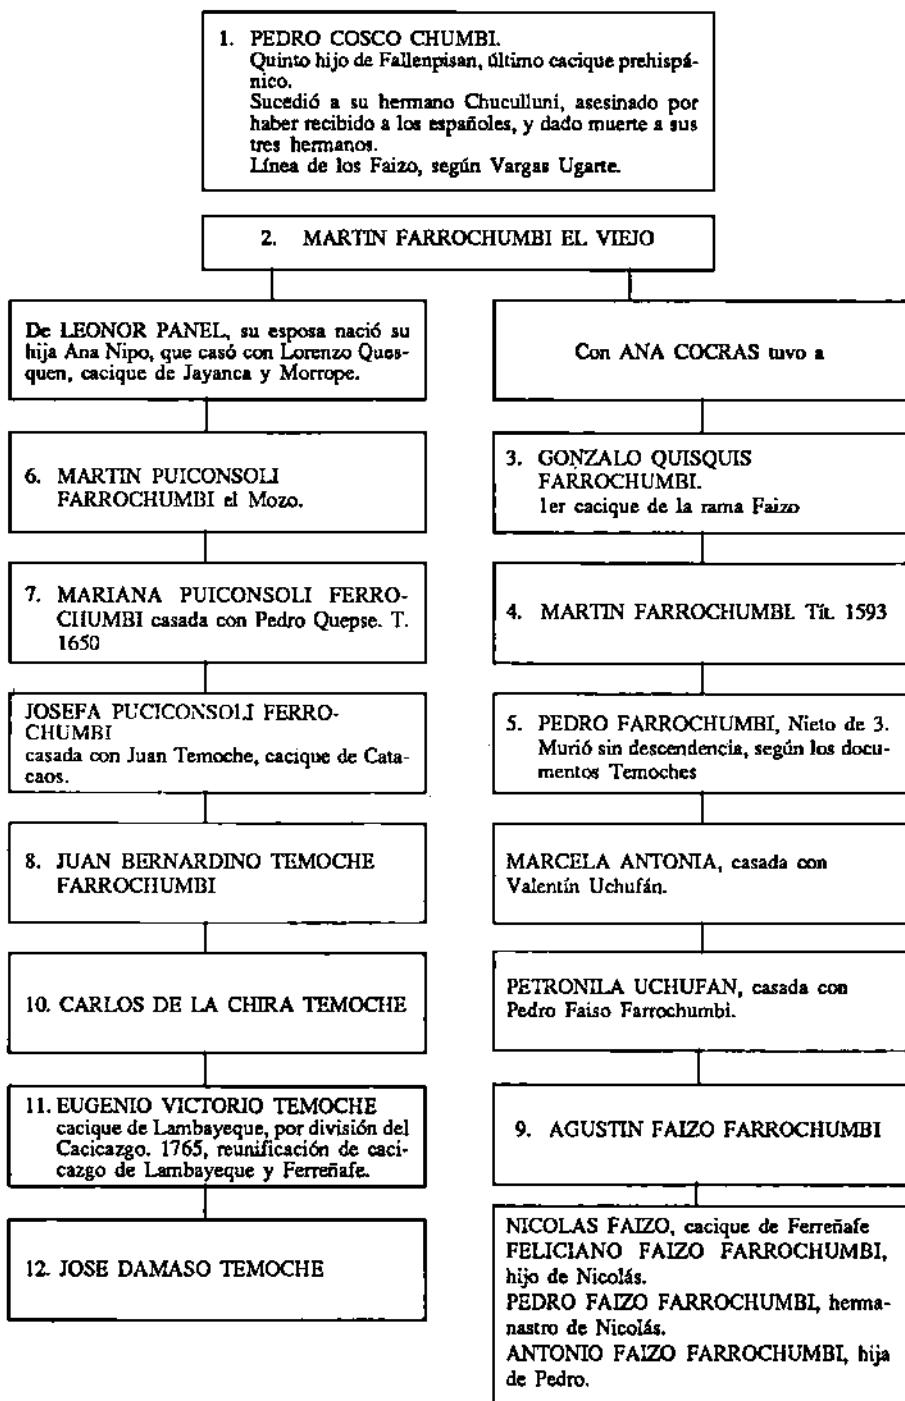 1. PEDRO COSCO CHUMBI.
Quinto hijo de Fallenpisan, último cacique prehispá-
nico.
Sucedió a su hermano Chuculluni, asesinado por
haber recibido a los españoles, y dado muerte a sus
tres hermanos.
Línea de los Faizo, según Vargas Ugarte.
2. MARTIN FARROCHUMBI EL VIEJO
De LEONOR PANEL, su esposa nació su
hija Ana Nipo, que casó con Lorenzo Ques-
quen, cacique de Jayanca y Morrope.
6. MARTIN PUICONSOLI
FARROCHUMBI el Mozo.
7. MARIANA PUICONSOLI FERRO-
CHUMBI casada con Pedro Quepse. T.
1650
JOSEFA PUCICONSOLI FERRO-
CHUMBI
casada con Juan Temoche, cacique de Cata-
caos.
8. JUAN BERNARDINO TEMOCHE
FARROCHUMBI
10. CARLOS DE LA CHIRA TEMOCHE
11. EUGENIO VICTORIO TEMOCHE
cacique de Lambayeque, por división del
Cacicazgo. 1765, reunificación de caci-
cazgo de Lambayeque y Ferreñafe.
12. JOSE DAMASO TEMOCHE
Con ANA COCRAS tuvo a
3. GONZALO QUISQUIS
FARROCHUMBI.
1er cacique de la rama Faizo
4. MARTIN FARROCHUMBI. Tít. 1593
5. PEDRO FARROCHUMBI, Nieto de 3.
Murió sin descendencia, según los docu-
mentos Temoches
MARCELA ANTONIA, casada con
Valentín Uchufán.
PETRONILA UCHUFAN, casada con
Pedro Faiso Farrochumbi.
9. AGUSTIN FAIZO FARROCHUMBI
NICOLAS FAIZO, cacique de Ferreñafe
FELICIANO FAIZO FARROCHUMBI,
hijo de Nicolás.
PEDRO FAIZO FARROCHUMBI, herma-
nastro de Nicolás.
ANTONIO FAIZO FARROCHUMBI, hija
de Pedro.